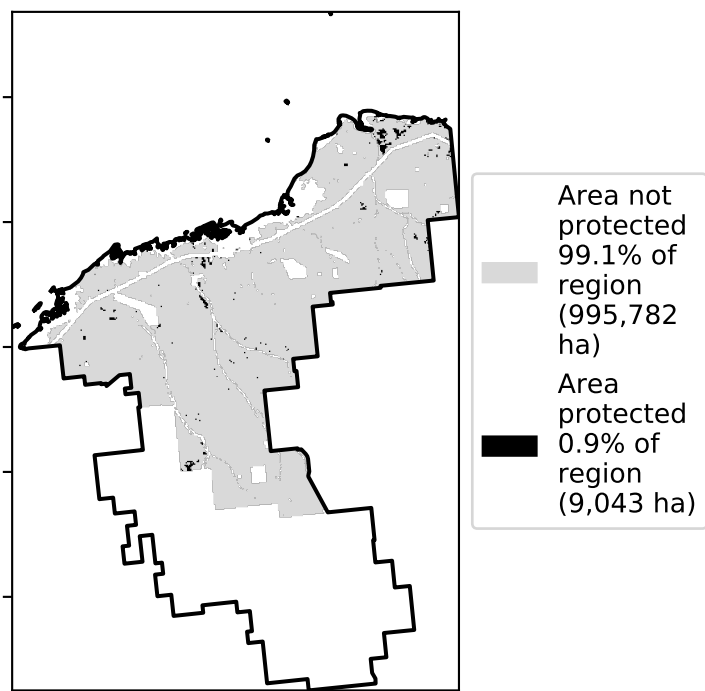 Area not
protected
99.1% of
region
(995,782
ha)
Area
protected
0.9% of
region
(9,043 ha)